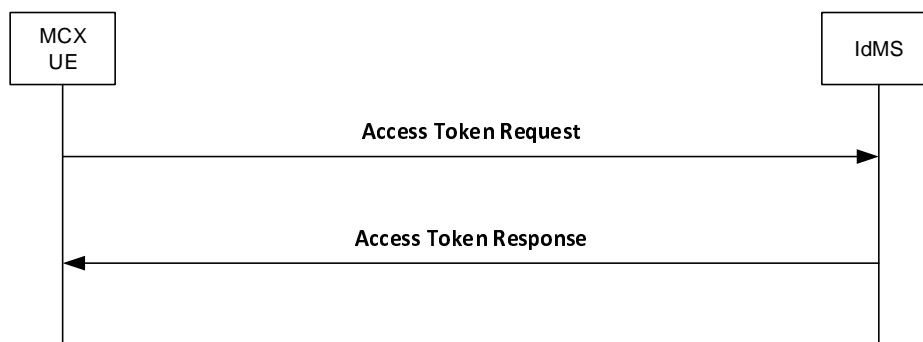 MCX
UE
IdMS
Access Token Request
Access Token Response